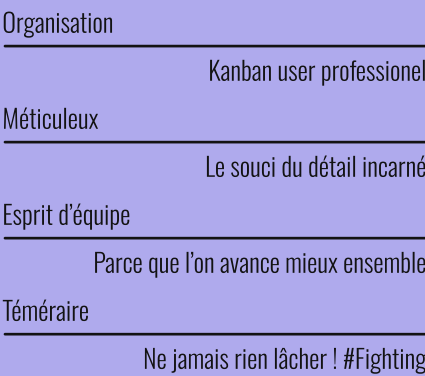 Organisation
Kanban user professionel
Méticuleux
Le souci du détail incarné
Esprit d’équipe
Parce que l’on avance mieux ensemble
Téméraire
Ne jamais rien lâcher ! #Fighting